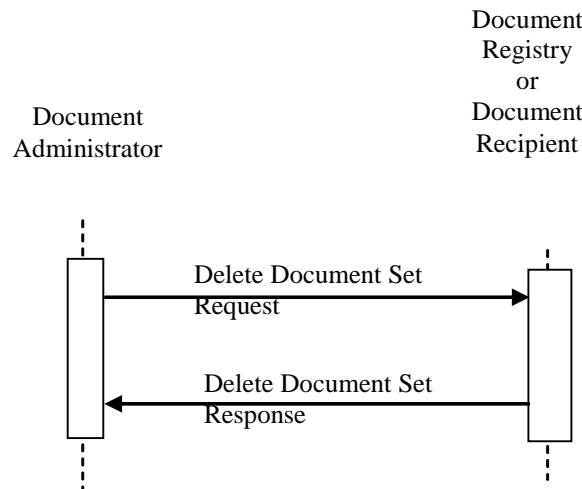 Document
Registry
or
Document
Recipient
Document
Administrator
Delete Document Set
Request
Delete Document Set
Response